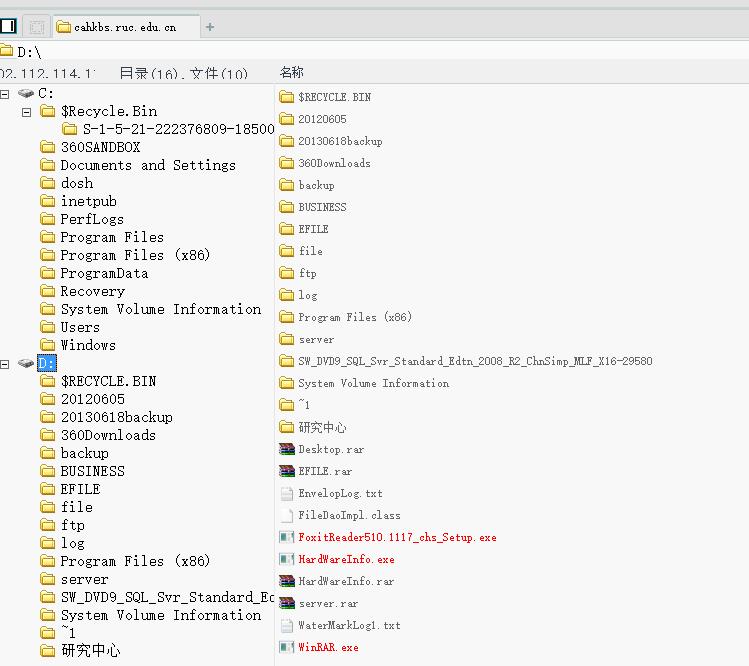 cahkbs.ruc.edu.cn
+
D:\
02.112.114.1
目录(16),文件(10)
名称
C:
$Recycle.Bin
S-1-5-21-222376809-18500
360SANDBOX
Documents and Settings
dosh
inetpub
PerfLogs
Program Files
Program Files (x86)
ProgramData
Recovery
System Volume Information
Users
Windows
D:
$RECYCLE.BIN
20120605
20130618backup
360Downloads
backup
BUSINESS
EFILE
file
ftp
log
Program Files (x86)
server
SW_DVD9_SQL_Svr_Standard_Ed
System Volume Information
~1
研究中心
$RECYCLE.BIN
20120605
20130618backup
360Downloads
backup
BUSINESS
EFILE
file
ftp
log
Program Files (x86)
server
SW_DVD9_SQL_Svr_Standard_Edtn_2008_R2_ChnSimp_MLF_X16-29580
System Volume Information
~1
研究中心
Desktop.rar
EFILE.rar
EnvelopLog.txt
FileDaoImpl.class
FoxitReader510.1117_chs_Setup.exe
HardWareInfo.exe
HardWareInfo.rar
server.rar
WaterMarkLog1.txt
WinRAR.exe